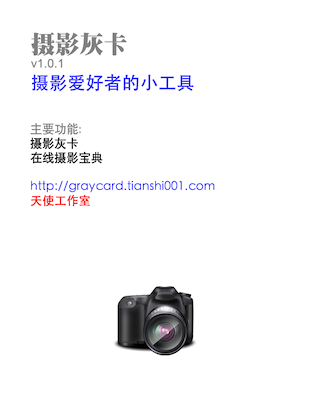 摄影灰卡
v1.0.1
摄影爱好者的小工具
主要功能:
摄影灰卡
在线摄影宝典
http://graycard.tianshi001.com
天使工作室